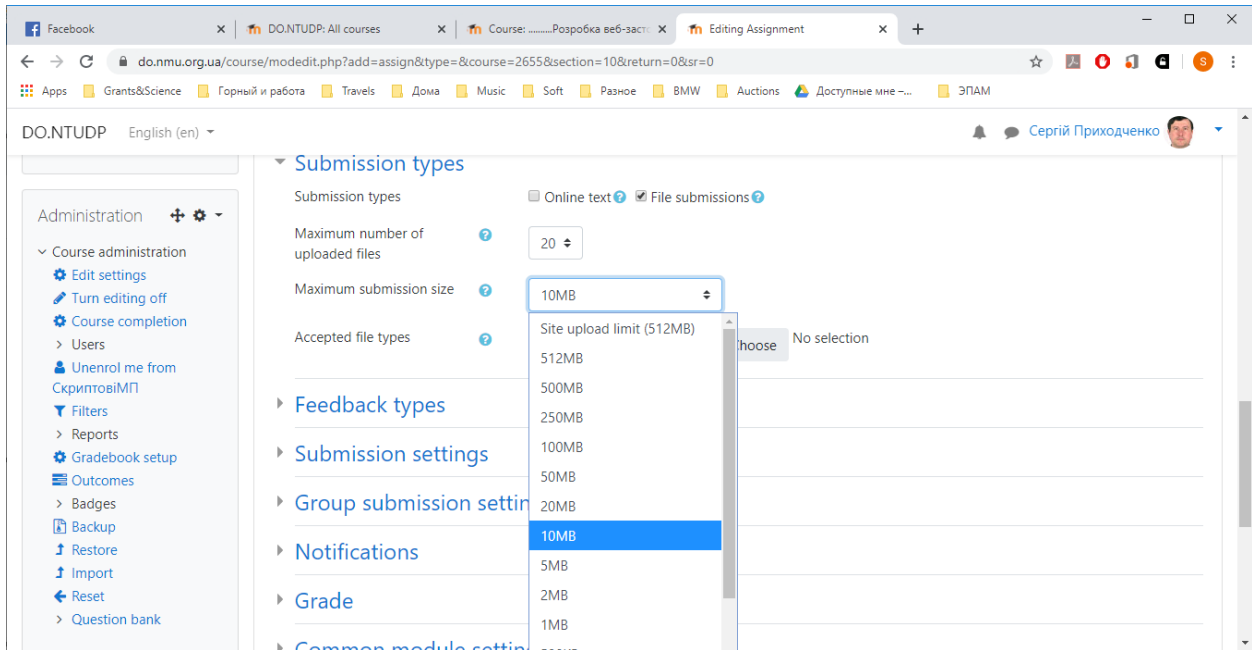 Facebook
DO.NTUDP: All courses
Course: .........Розробка веб-засто
Editing Assignment
do.nmu.org.ua/course/modedit.php?add=assign&type=&course=2655&section=10&return=0&sr=0
Apps Grants&Science Горный и работа Travels Дома Music Soft Разное BMW Auctions Доступные мне –... ЭПАМ
DO.NTUDP English (en) Сергій Приходченко
Administration
Course administration
Edit settings
Turn editing off
Course completion
Users
Unenrol me from
СкриптовіМП
Filters
Reports
Gradebook setup
Outcomes
Badges
Backup
Restore
Import
Reset
Question bank
Submission types
Submission types Online text File submissions
Maximum number of
uploaded files
20
Maximum submission size
10MB
Accepted file types
hoose No selection
Site upload limit (512MB)
512MB
500MB
250MB
100MB
50MB
20MB
10MB
5MB
2MB
1MB
Feedback types
Submission settings
Group submission settin
Notifications
Grade
Common module settin